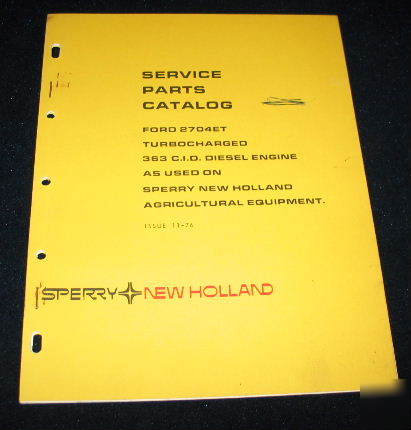 SERVICE
PARTS
CATALOG
FORD 2704ET
TURBOCHARGED
363 C.I.D. DIESEL ENGINE
AS USED ON
SPERRY NEW HOLLAND
AGRICULTURAL EQUIPMENT.
ISSUE 11-76
SPERRY NEW HOLLAND